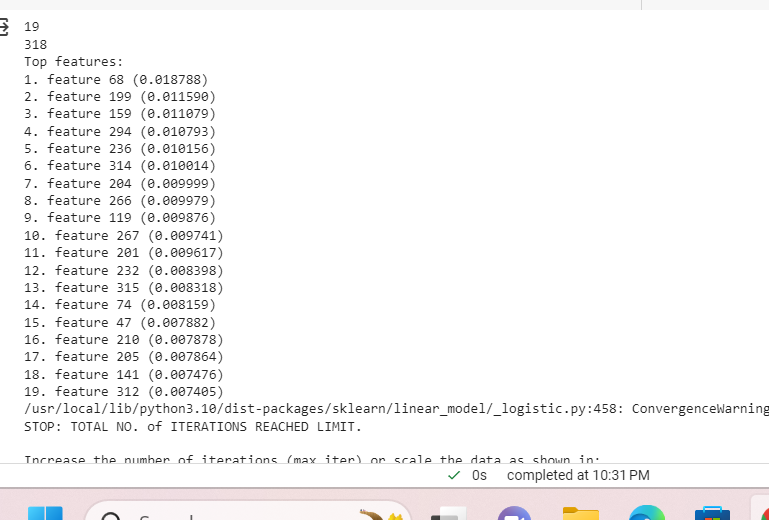 19
318
Top features:
1. feature 68 (0.018788)
2. feature 199 (0.011590)
3. feature 159 (0.011079)
4. feature 294 (0.010793)
5. feature 236 (0.010156)
6. feature 314 (0.010014)
7. feature 204 (0.009999)
8. feature 266 (0.009979)
9. feature 119 (0.009876)
10. feature 267 (0.009741)
11. feature 201 (0.009617)
12. feature 232 (0.008398)
13. feature 315 (0.008318)
14. feature 74 (0.008159)
15. feature 47 (0.007882)
16. feature 210 (0.007878)
17. feature 205 (0.007864)
18. feature 141 (0.007476)
19. feature 312 (0.007405)
/usr/local/lib/python3.10/dist-packages/sklearn/linear_model/_logistic.py:458: ConvergenceWarning
STOP: TOTAL NO. of ITERATIONS REACHED LIMIT.
Increase the number of iterations (max_iter) or scale the data as shown in:
0s completed at 10:31 PM